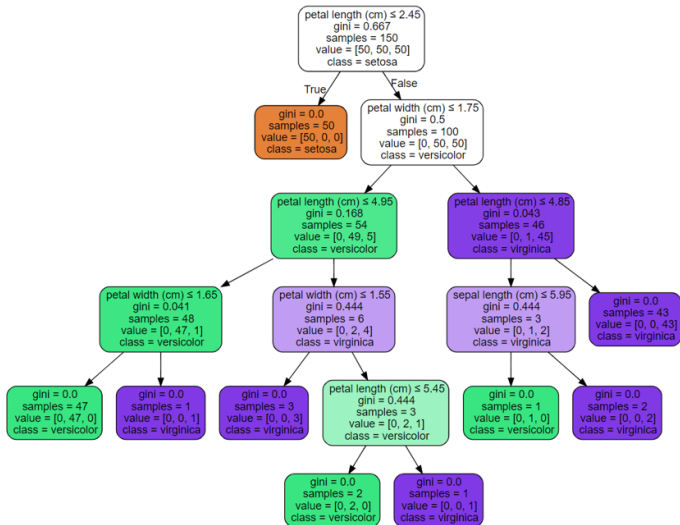 petal length (cm) ≤ 2.45
gini = 0.667
samples = 150
value = [50, 50, 50]
class = setosa
True
False
gini = 0.0
samples = 50
value = [50, 0, 0]
class = setosa
petal width (cm) ≤ 1.75
gini = 0.5
samples = 100
value = [0, 50, 50]
class = versicolor
petal length (cm) ≤ 4.95
gini = 0.168
samples = 54
value = [0, 49, 5]
class = versicolor
petal length (cm) ≤ 4.85
gini = 0.043
samples = 46
value = [0, 1, 45]
class = virginica
petal width (cm) ≤ 1.65
gini = 0.041
samples = 48
value = [0, 47, 1]
class = versicolor
petal width (cm) ≤ 1.55
gini = 0.444
samples = 6
value = [0, 2, 4]
class = virginica
sepal length (cm) ≤ 5.95
gini = 0.444
samples = 3
value = [0, 1, 2]
class = virginica
gini = 0.0
samples = 43
value = [0, 0, 43]
class = virginica
gini = 0.0
samples = 47
value = [0, 47, 0]
class = versicolor
gini = 0.0
samples = 1
value = [0, 0, 1]
class = virginica
gini = 0.0
samples = 3
value = [0, 0, 3]
class = virginica
petal length (cm) ≤ 5.45
gini = 0.444
samples = 3
value = [0, 2, 1]
class = versicolor
gini = 0.0
samples = 1
value = [0, 1, 0]
class = versicolor
gini = 0.0
samples = 2
value = [0, 0, 2]
class = virginica
gini = 0.0
samples = 2
value = [0, 2, 0]
class = versicolor
gini = 0.0
samples = 1
value = [0, 0, 1]
class = virginica